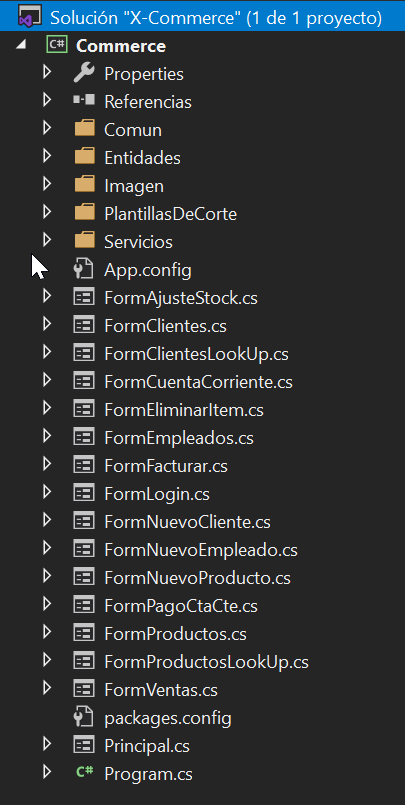 Solución "X-Commerce" (1 de 1 proyecto)
C# Commerce
Properties
Referencias
Comun
Entidades
Imagen
PlantillasDeCorte
Servicios
App.config
FormAjusteStock.cs
FormClientes.cs
FormClientesLookUp.cs
FormCuentaCorriente.cs
FormEliminarItem.cs
FormEmpleados.cs
FormFacturar.cs
FormLogin.cs
FormNuevoCliente.cs
FormNuevoEmpleado.cs
FormNuevoProducto.cs
FormPagoCtaCte.cs
FormProductos.cs
FormProductosLookUp.cs
FormVentas.cs
packages.config
Principal.cs
C# Program.cs